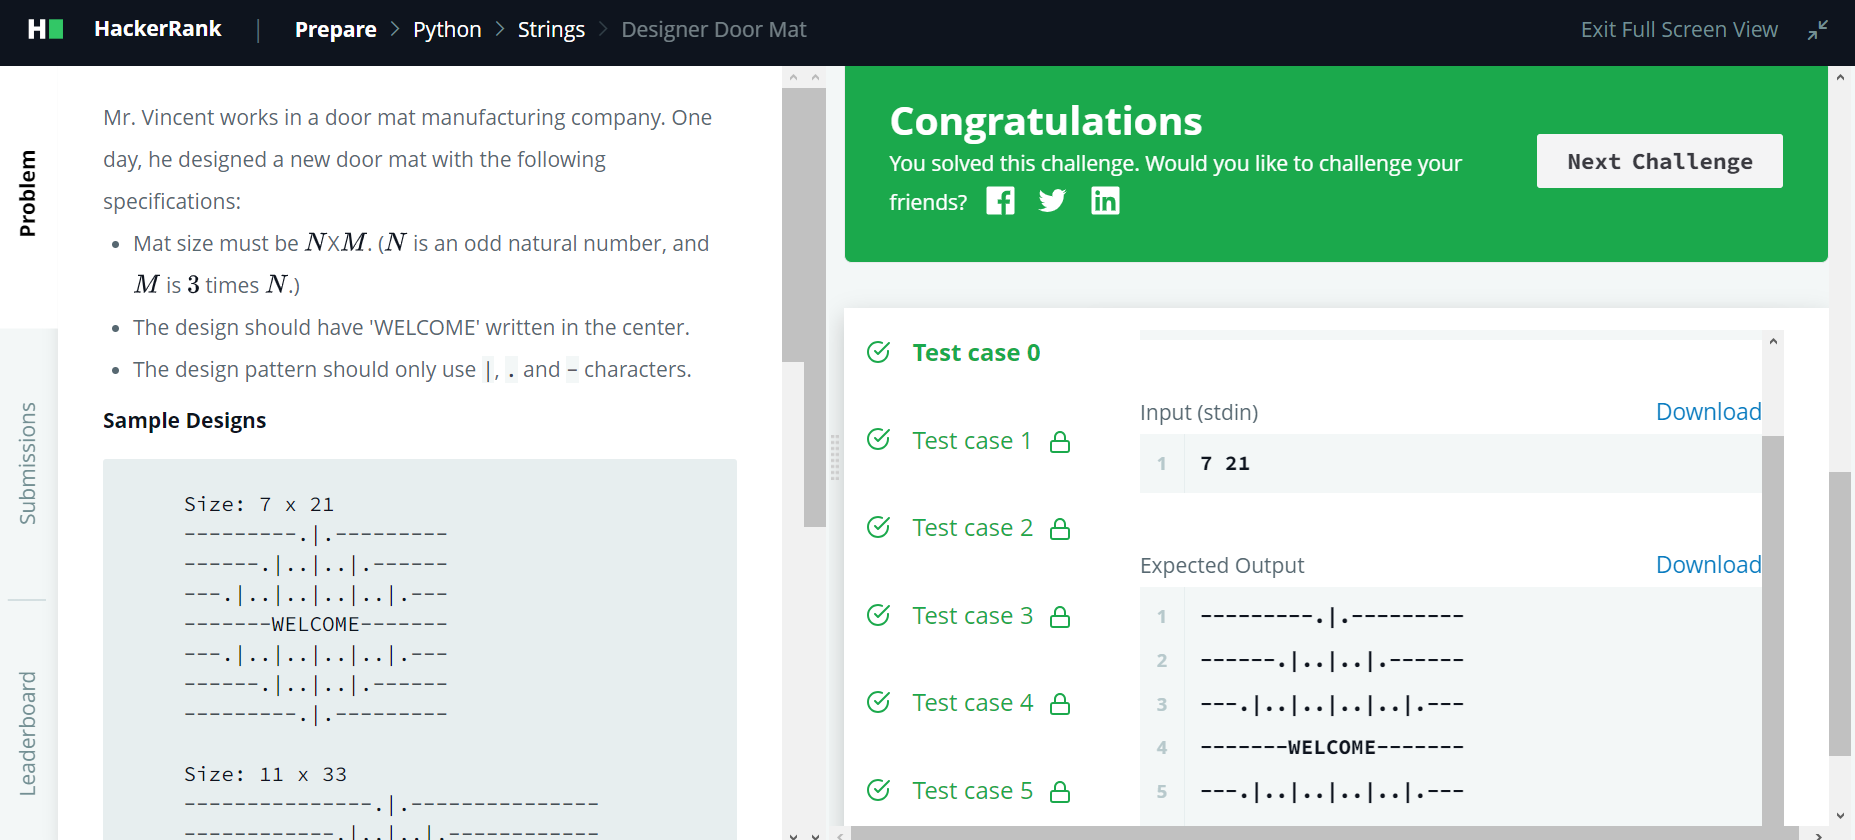 H HackerRank | Prepare > Python > Strings > Designer Door Mat
Exit Full Screen View
Problem
Submissions
Leaderboard
Mr. Vincent works in a door mat manufacturing company. One
day, he designed a new door mat with the following
specifications:
• Mat size must be NXM. (N is an odd natural number, and
M is 3 times N.)
• The design should have 'WELCOME' written in the center.
• The design pattern should only use |, . and - characters.
Sample Designs
Size: 7 x 21
---------.|.---------
------.|..|..|.------
---.|..|..|..|..|.---
-------WELCOME-------
---.|..|..|..|..|.---
------.|..|..|.------
---------.|.---------
Size: 11 x 33
---------------.|.---------------
------------.|..|..|.------------
Congratulations
You solved this challenge. Would you like to challenge your
friends?
Next Challenge
Test case 0
Test case 1
Test case 2
Test case 3
Test case 4
Test case 5
Input (stdin)
Download
1 7 21
Expected Output
Download
1 ---------.|.---------
2 ------.|..|..|.------
3 ---.|..|..|..|..|.---
4 -------WELCOME-------
5 ---.|..|..|..|..|.---